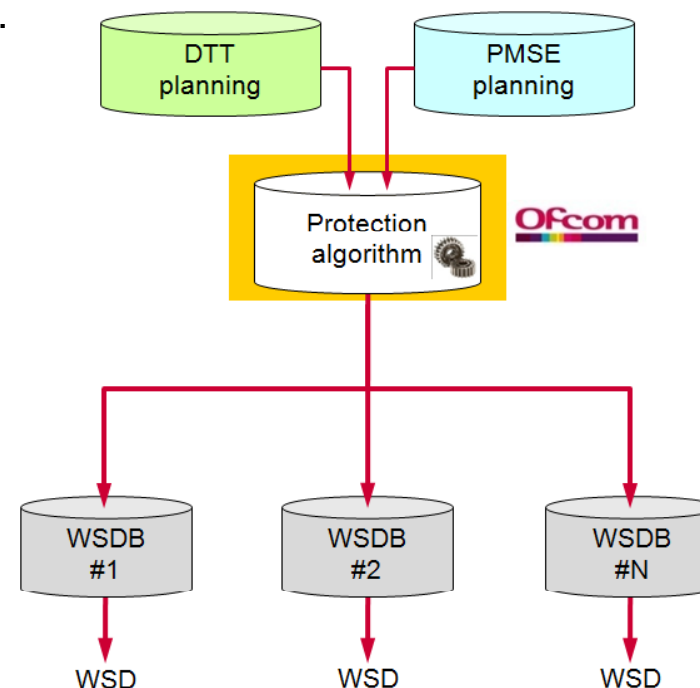 .
DTT
planning
PMSE
planning
Protection
algorithm
Ofcom
WSDB
#1
WSDB
#2
WSDB
#N
WSD
WSD
WSD